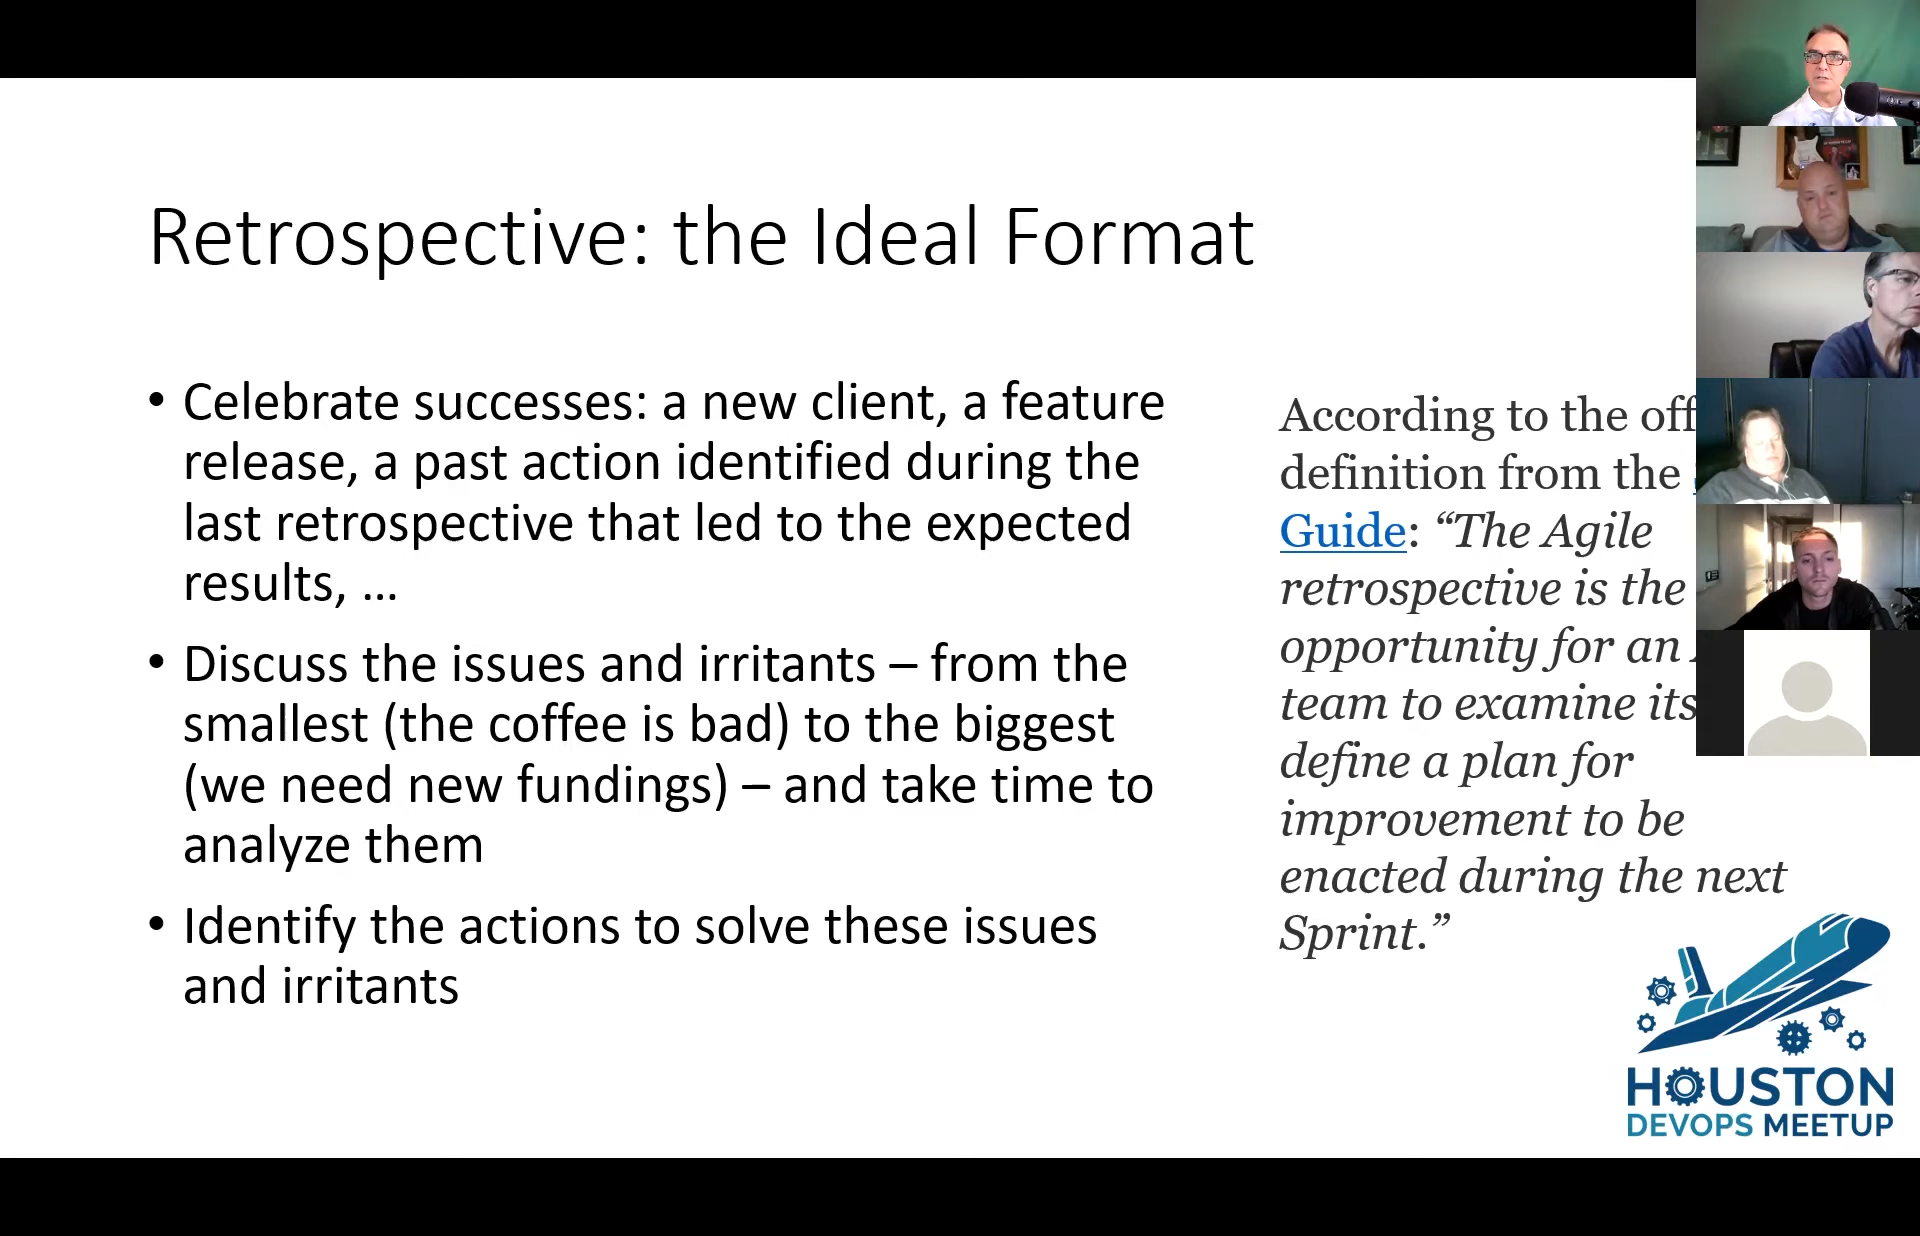 Retrospective: the Ideal Format
• Celebrate successes: a new client, a feature
release, a past action identified during the
last retrospective that led to the expected
results, ...
• Discuss the issues and irritants – from the
smallest (the coffee is bad) to the biggest
(we need new fundings) – and take time to
analyze them
• Identify the actions to solve these issues
and irritants
According to the off
definition from the
Guide: “The Agile
retrospective is the
opportunity for an
team to examine its
define a plan for
improvement to be
enacted during the next
Sprint.”
HOUSTON
DEVOPS MEETUP